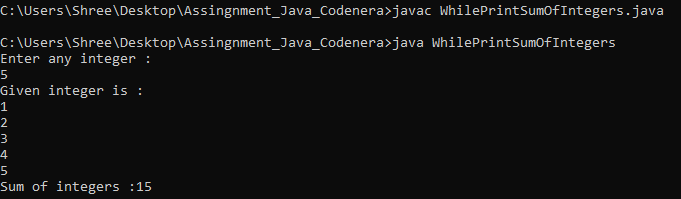 C:\Users\Shree\Desktop\Assingnment_Java_Codenera>javac WhilePrintSumOfIntegers.java
C:\Users\Shree\Desktop\Assingnment_Java_Codenera>java WhilePrintSumOfIntegers
Enter any integer :
5
Given integer is :
1
2
3
4
5
Sum of integers :15